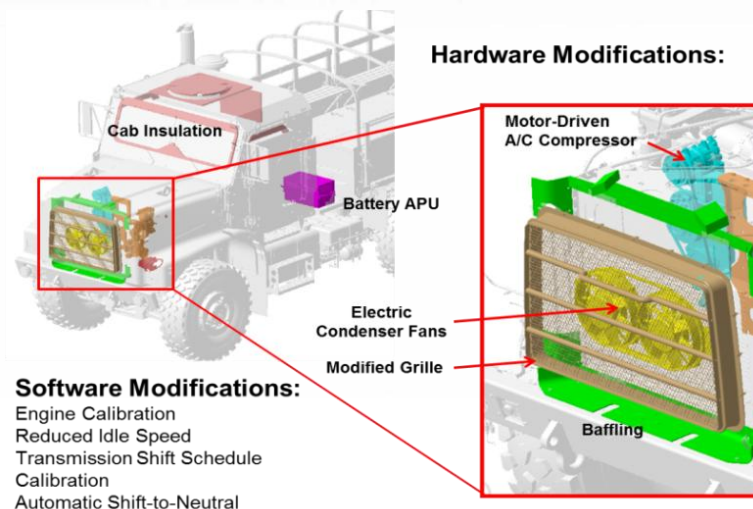 Hardware Modifications:
Cab Insulation
Battery APU
Motor-Driven
A/C Compressor
Electric
Condenser Fans
Modified Grille
Baffling
Software Modifications:
Engine Calibration
Reduced Idle Speed
Transmission Shift Schedule
Calibration
Automatic Shift-to-Neutral